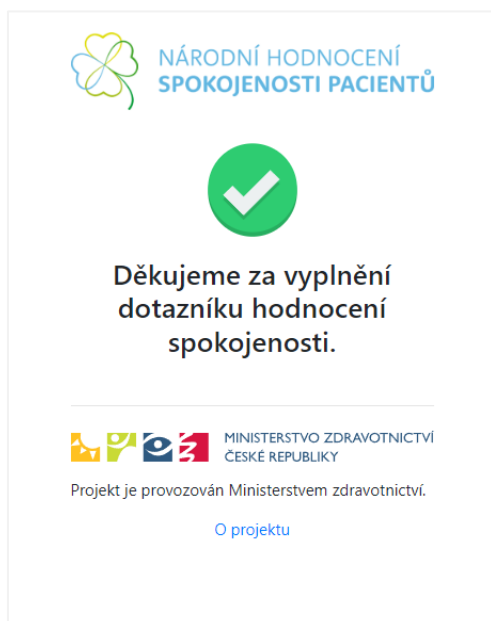 NÁRODNÍ HODNOCENÍ
SPOKOJENOSTI PACIENTŮ
Děkujeme za vyplnění
dotazníku hodnocení
spokojenosti.
MINISTERSTVO ZDRAVOTNICTVÍ
ČESKÉ REPUBLIKY
Projekt je provozován Ministerstvem zdravotnictví.
O projektu